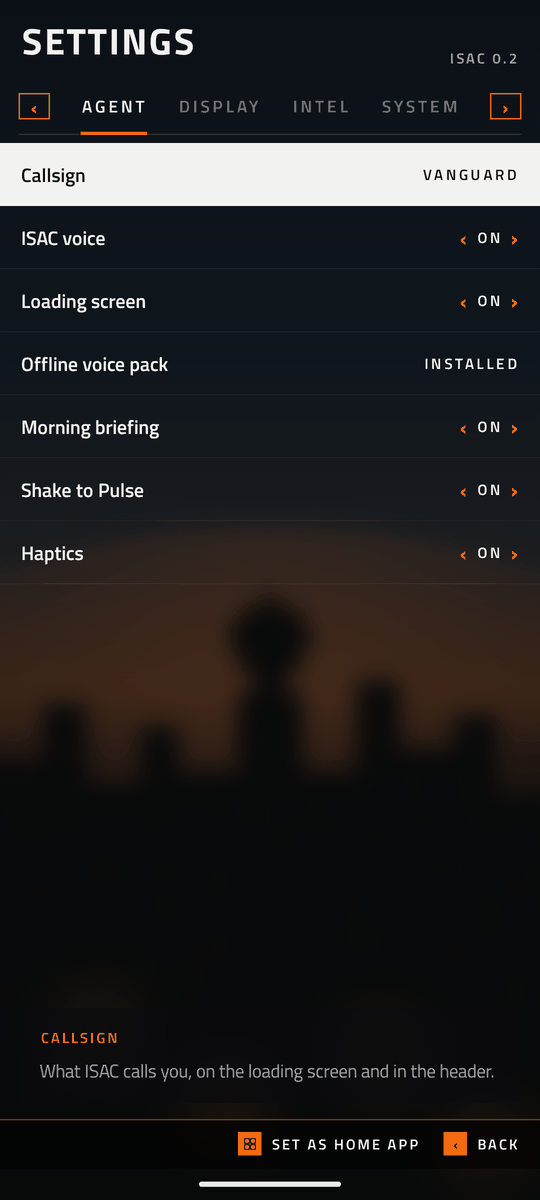 SETTINGS
ISAC 0.2
‹ AGENT DISPLAY INTEL SYSTEM ›
Callsign VANGUARD
ISAC voice ‹ ON ›
Loading screen ‹ ON ›
Offline voice pack INSTALLED
Morning briefing ‹ ON ›
Shake to Pulse ‹ ON ›
Haptics ‹ ON ›
CALLSIGN
What ISAC calls you, on the loading screen and in the header.
SET AS HOME APP ‹ BACK